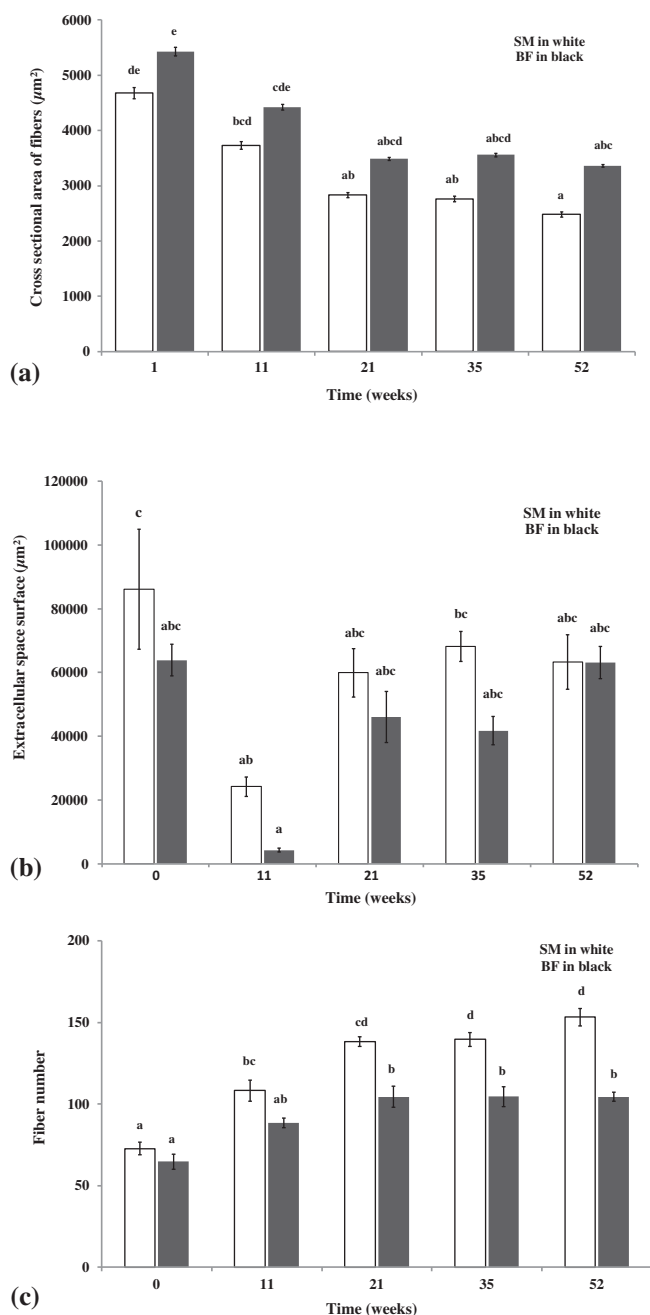 6000
SM in white
BF in black
e
5000
de
cde
bcd
4000
abcd
abcd
abc
ab
ab
3000
a
2000
1000
0
Cross sectional area of fibers (µm²)
1 11 21 35 52
(a)
Time (weeks)
120000
SM in white
BF in black
c
100000
80000
bc
abc
abc
abc
abc
60000
abc
abc
40000
ab
20000
a
0
Extracellular space surface (µm²)
0 11 21 35 52
(b)
Time (weeks)
200
SM in white
BF in black
d
cd
d
150
bc
b
b
b
ab
100
a
a
50
0
Fiber number
0 11 21 35 52
(c)
Time (weeks)